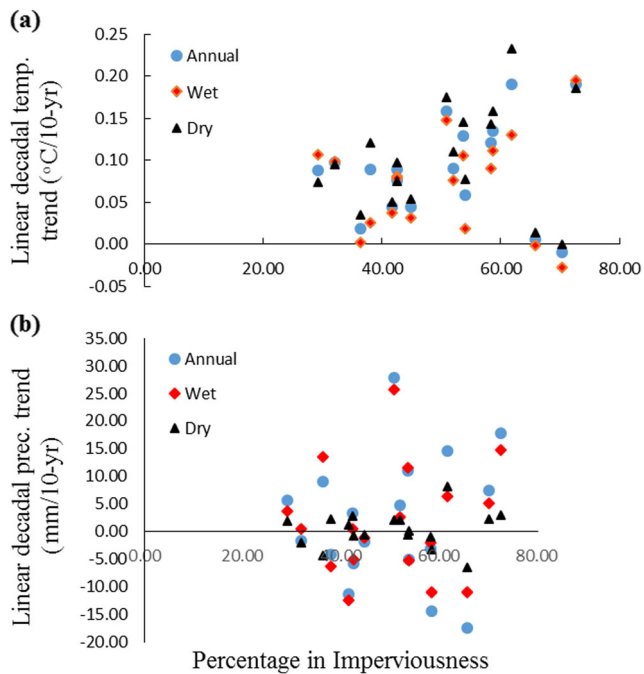 (a)
Linear decadal temp.
trend (°C/10-yr)
0.25
0.20
0.15
0.10
0.05
0.00
-0.05
Annual
Wet
Dry
0.00 20.00 40.00 60.00 80.00
(b)
Linear decadal prec. trend
(mm/10-yr)
35.00
30.00
25.00
20.00
15.00
10.00
5.00
0.00
-5.00
-10.00
-15.00
-20.00
Annual
Wet
Dry
0.00 20.00 40.00 60.00 80.00
Percentage in Imperviousness